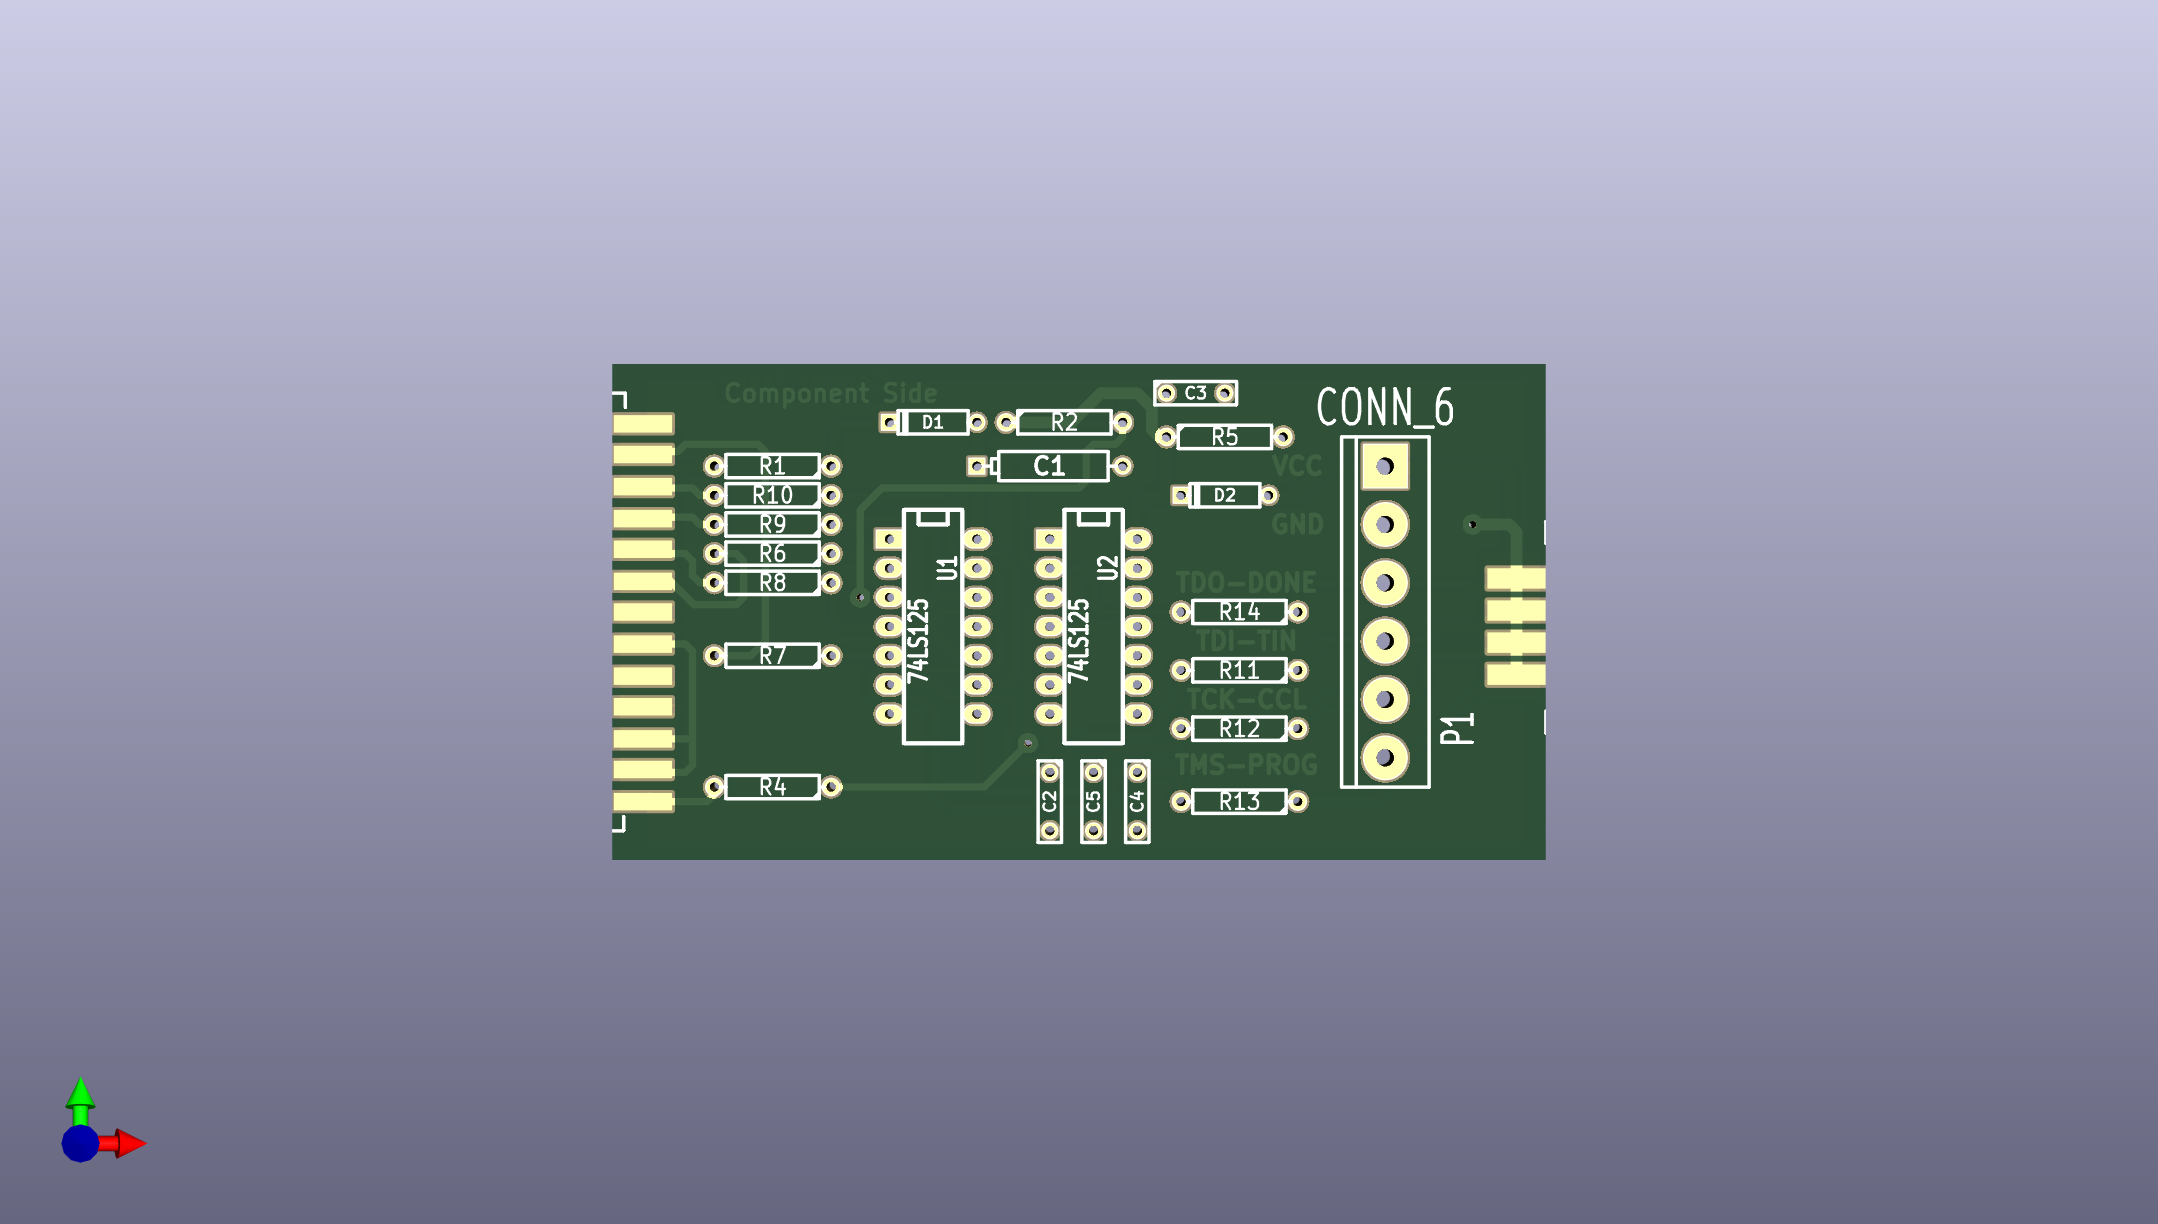 Component Side
C3
CONN_6
D1
R2
R5
R1
C1
VCC
R10
D2
R9
GND
R6
U1
U2
R8
TDO-DONE
R14
74LS125
74LS125
TDI-TIN
R7
R11
TCK-CCL
R12
P1
TMS-PROG
R4
C2
C5
C4
R13